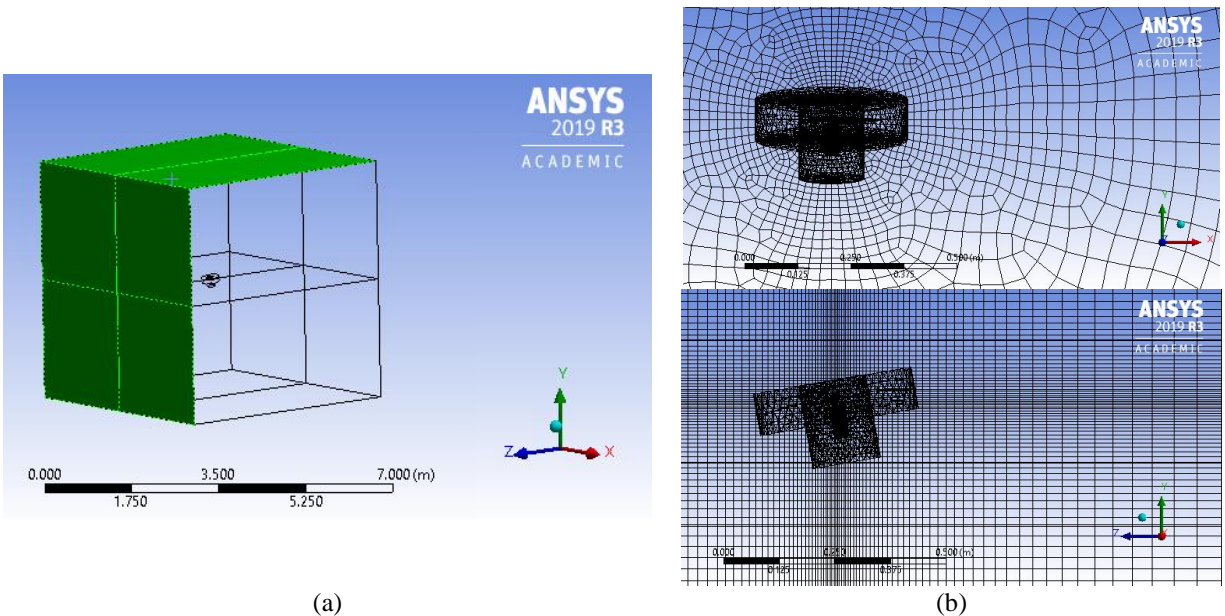 ANSYS
2019 R3
ACADEMIC
Y
Z
X
0.000
3.500
7.000 (m)
1.750
5.250
(a)
ANSYS
2019 R3
ACADEMIC
Y
Z
X
0.000
0.250
0.500 (m)
0.125
0.375
ANSYS
2019 R3
ACADEMIC
Y
Z
X
0.000
0.250
0.500 (m)
0.125
0.375
(b)